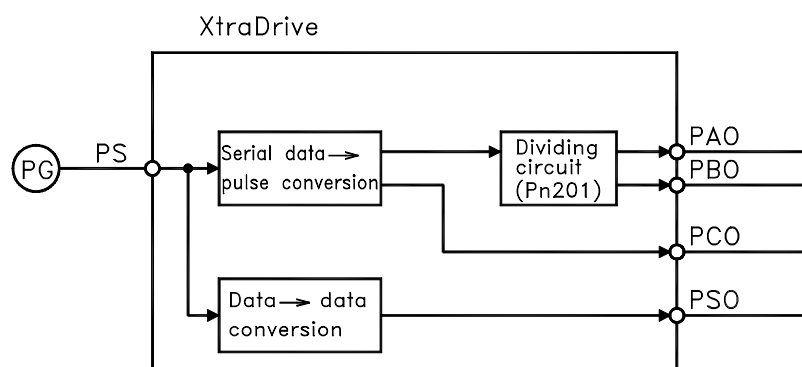 XtraDrive
PG
PS
Serial data→
pulse conversion
Dividing
circuit
(Pn201)
PAO
PBO
PCO
Data→ data
conversion
PSO